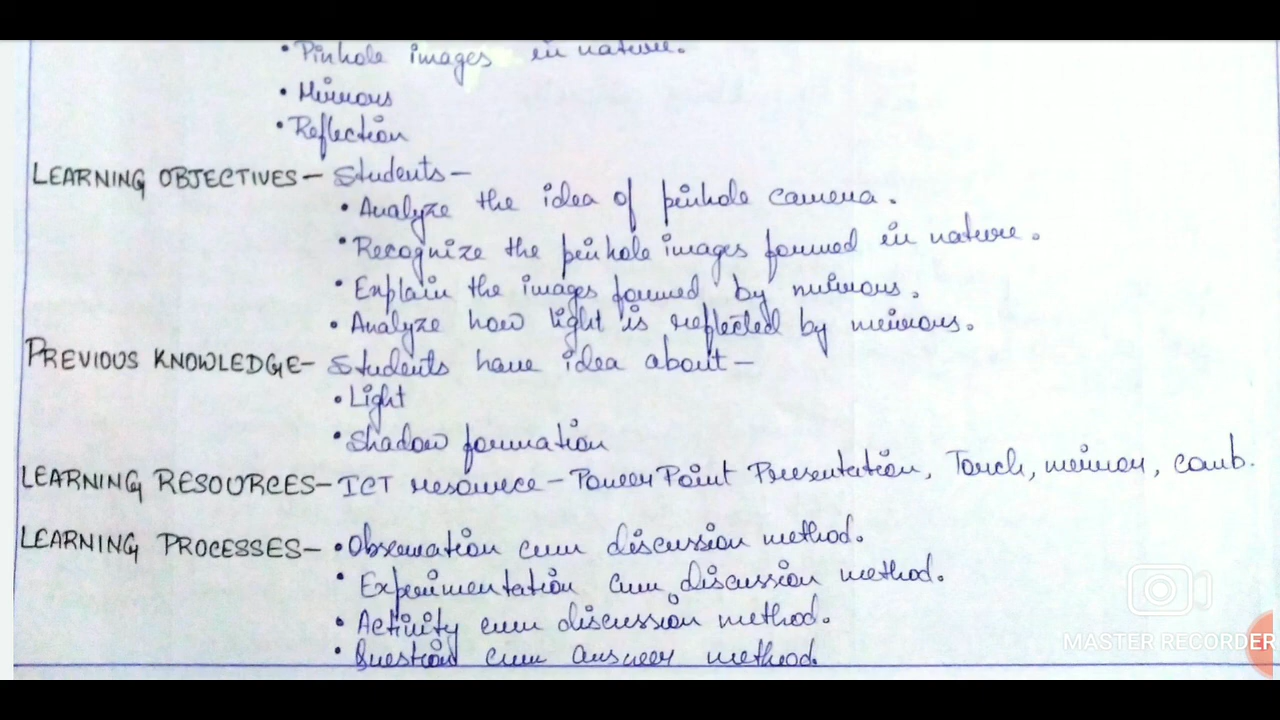 • Pinhole images in nature.
• Mirrors
• Reflection
LEARNING OBJECTIVES - Students -
• Analyze the idea of pinhole camera.
• Recognize the pinhole images formed in nature.
• Explain the images formed by mirrors.
• Analyze how light is reflected by mirrors.
PREVIOUS KNOWLEDGE - Students have idea about -
• Light
• Shadow formation
LEARNING RESOURCES - ICT resource - PowerPoint Presentation, Torch, mirror, comb.
LEARNING PROCESSES - • Observation cum discussion method.
• Experimentation cum discussion method.
• Activity cum discussion method.
• Question cum answer method.
MASTER RECORDER